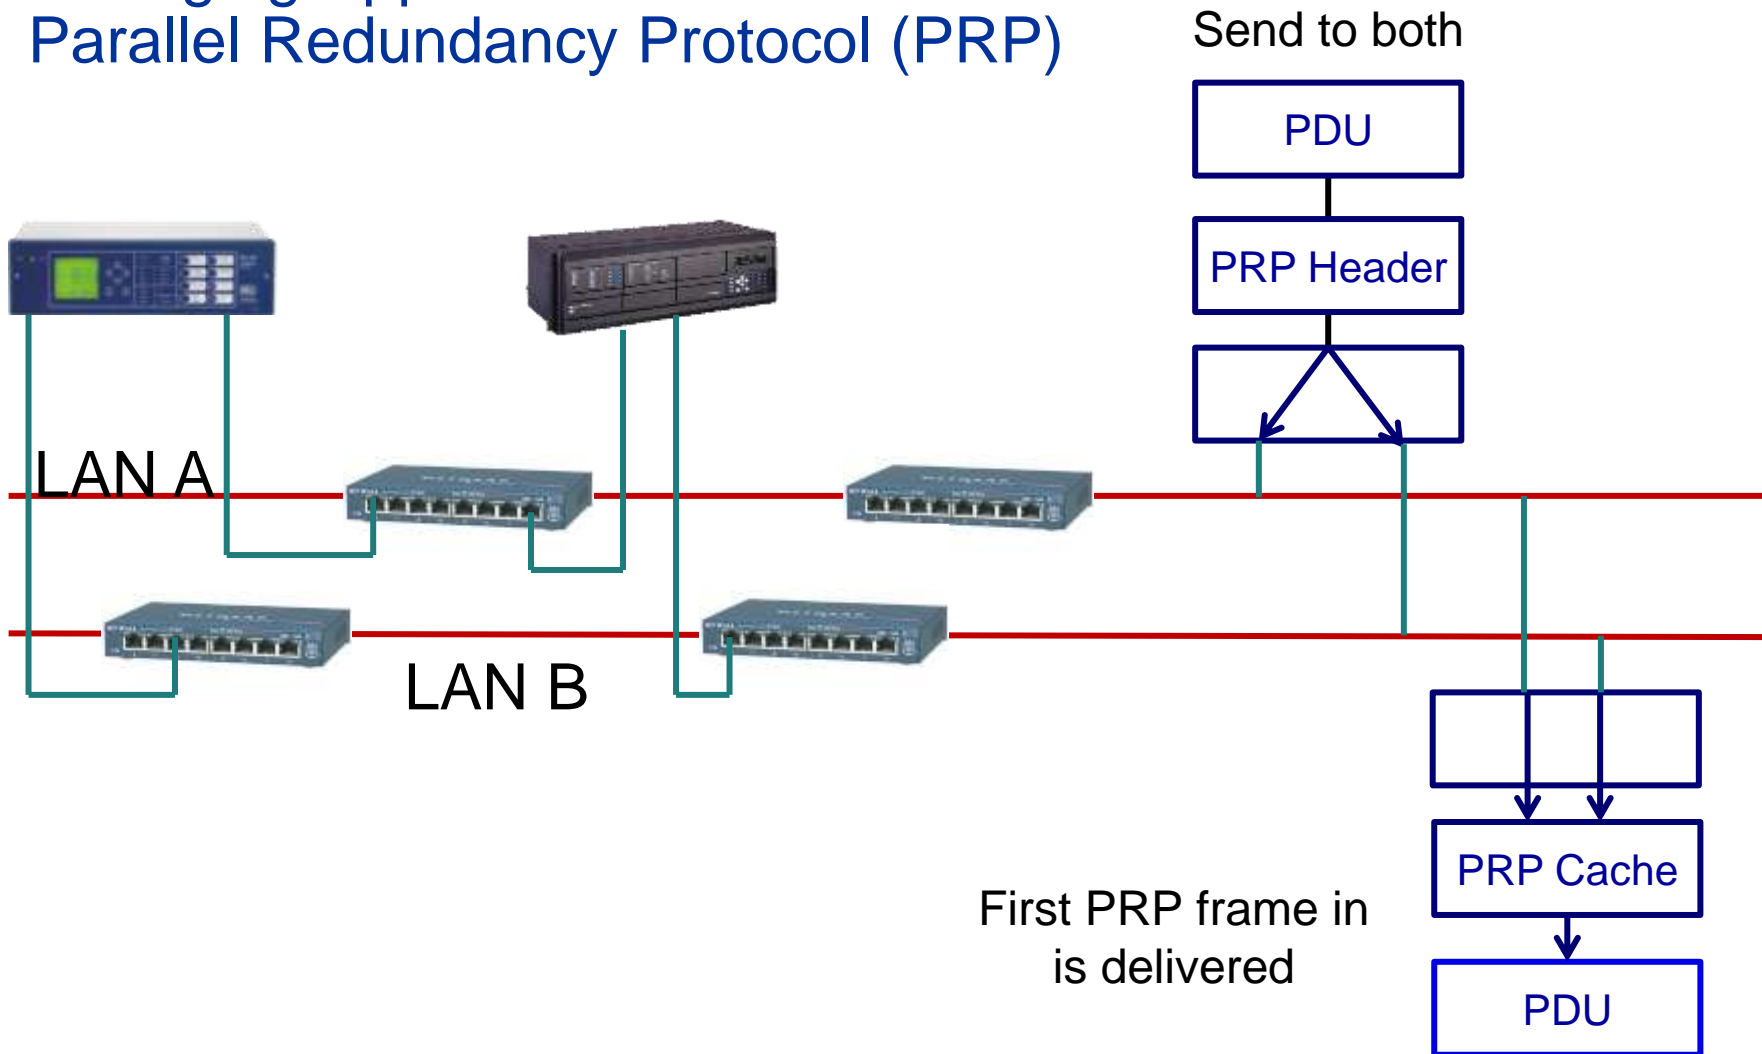 Parallel Redundancy Protocol (PRP)
Send to both
PDU
PRP Header
LAN A
LAN B
PRP Cache
First PRP frame in
is delivered
PDU